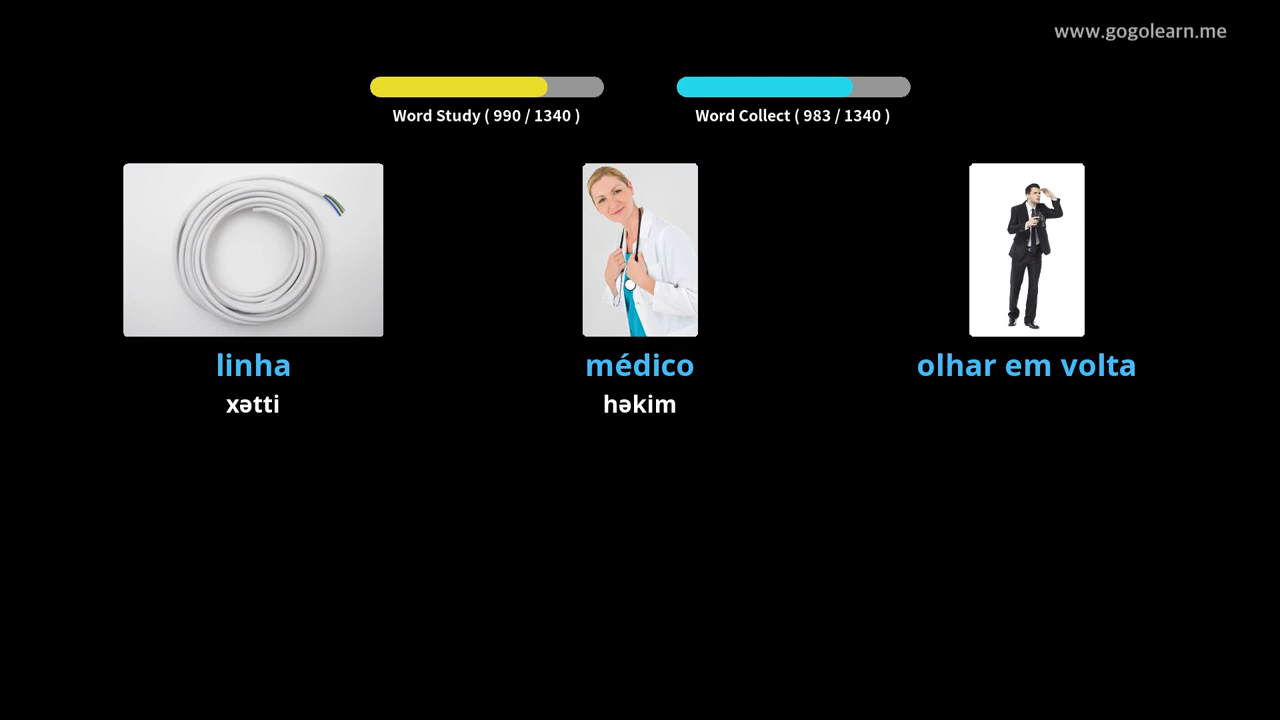 www.gogolearn.me
Word Study ( 990 / 1340 )
Word Collect ( 983 / 1340 )
linha
xətti
médico
həkim
olhar em volta